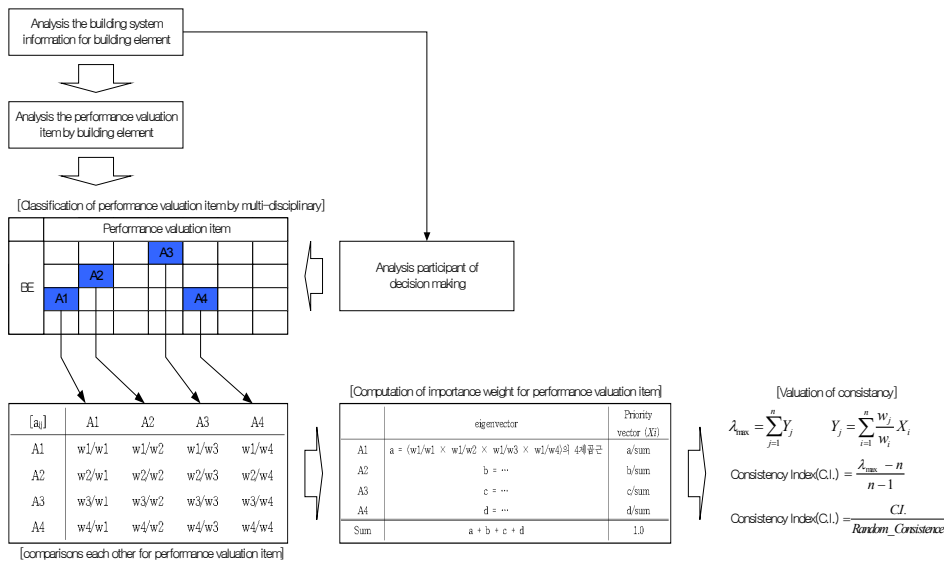 Analysis the building system
information for building element
Analysis the performance valuation
item by building element
[Classification of performance valuation item by multi-disciplinary]
Performance valuation item
BE
A3
A2
A1
A4
Analysis participant of
decision making
[aij] A1 A2 A3 A4
A1 w1/w1 w1/w2 w1/w3 w1/w4
A2 w2/w1 w2/w2 w2/w3 w2/w4
A3 w3/w1 w3/w2 w3/w3 w3/w4
A4 w4/w1 w4/w2 w4/w3 w4/w4
[comparisons each other for performance valuation item]
[Computation of importance weight for performance valuation item]
eigenvector Priority
vector (Xi)
A1 a = (w1/w1 × w1/w2 × w1/w3 × w1/w4)의 4제곱근 a/sum
A2 b = … b/sum
A3 c = … c/sum
A4 d = … d/sum
Sum a + b + c + d 1.0
[Valuation of consistancy]
λmax = ∑_{j=1}^{n} Yj Yj = ∑_{i=1}^{n} (wj/wi) Xi
Consistency Index(C.I.) = (λmax − n)/(n−1)
Consistency Index(C.I.) = C.I./Random_Consistence